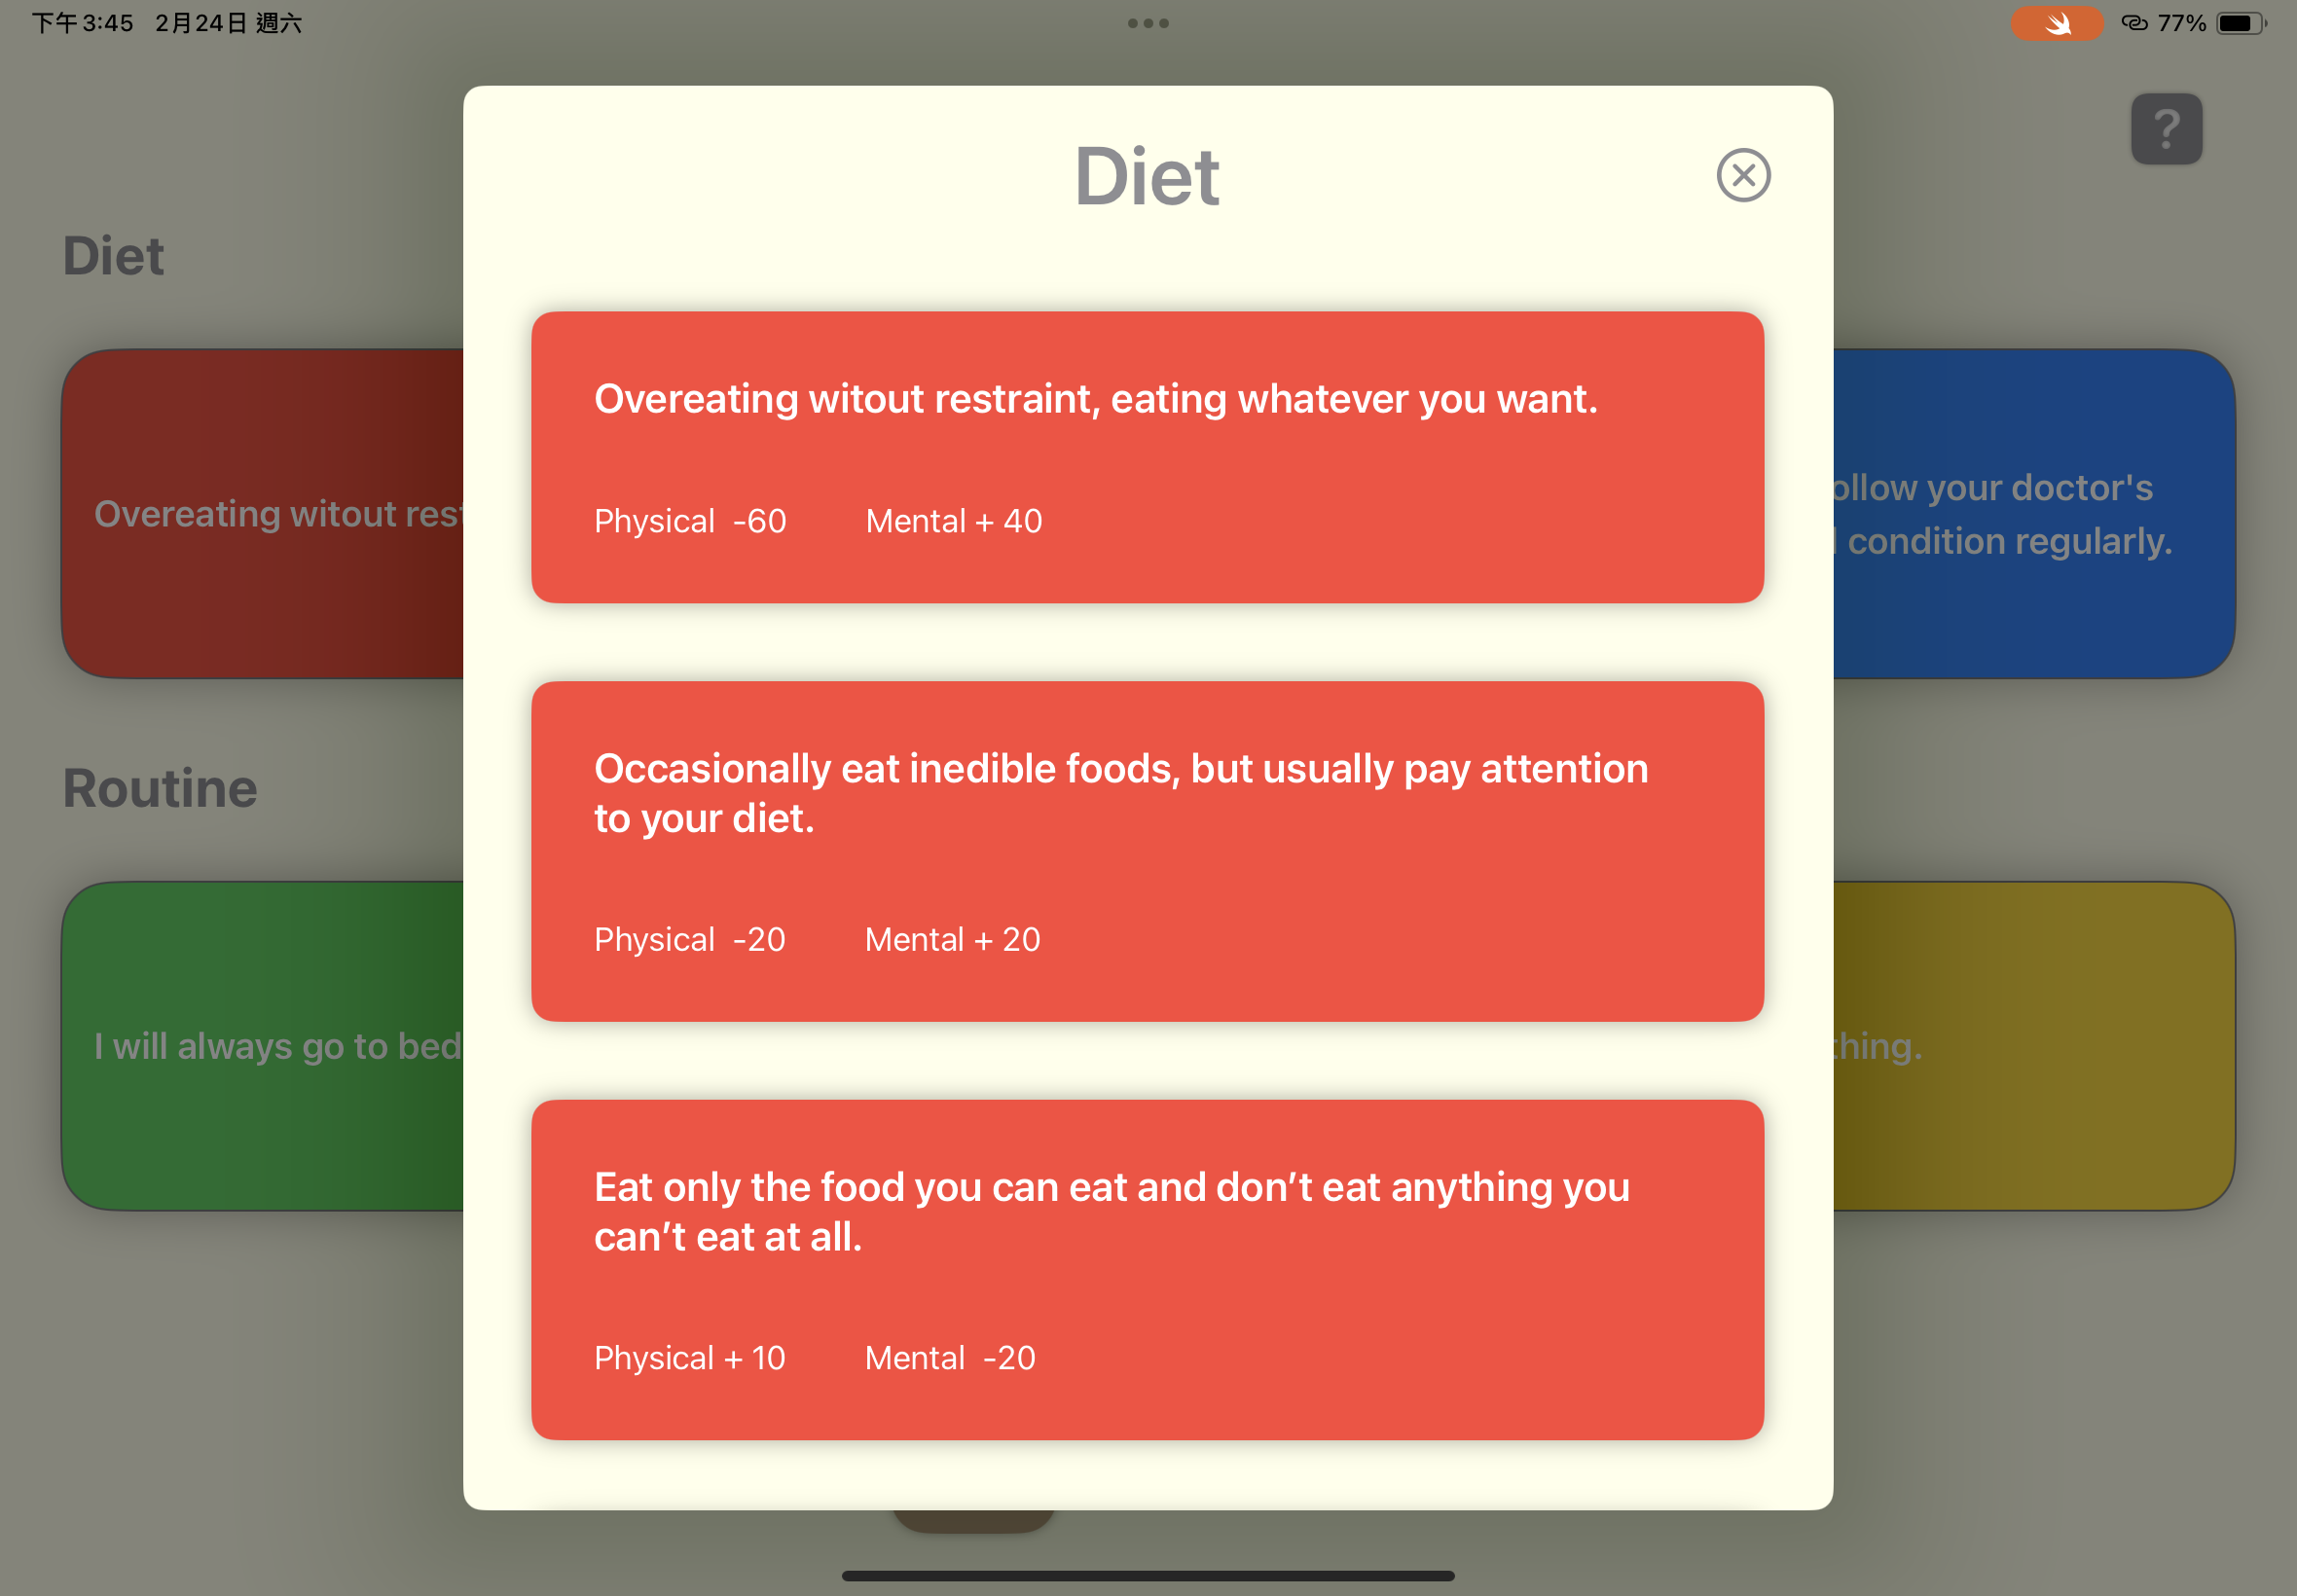 下午3:45 2月24日 週六
77%
?
Diet
Diet
Overeating witout restraint, eating whatever you want.
Physical -60 Mental + 40
Overeating witout rest
ollow your doctor's
condition regularly.
Occasionally eat inedible foods, but usually pay attention
to your diet.
Physical -20 Mental + 20
Routine
I will always go to bed
thing.
Eat only the food you can eat and don’t eat anything you
can’t eat at all.
Physical + 10 Mental -20